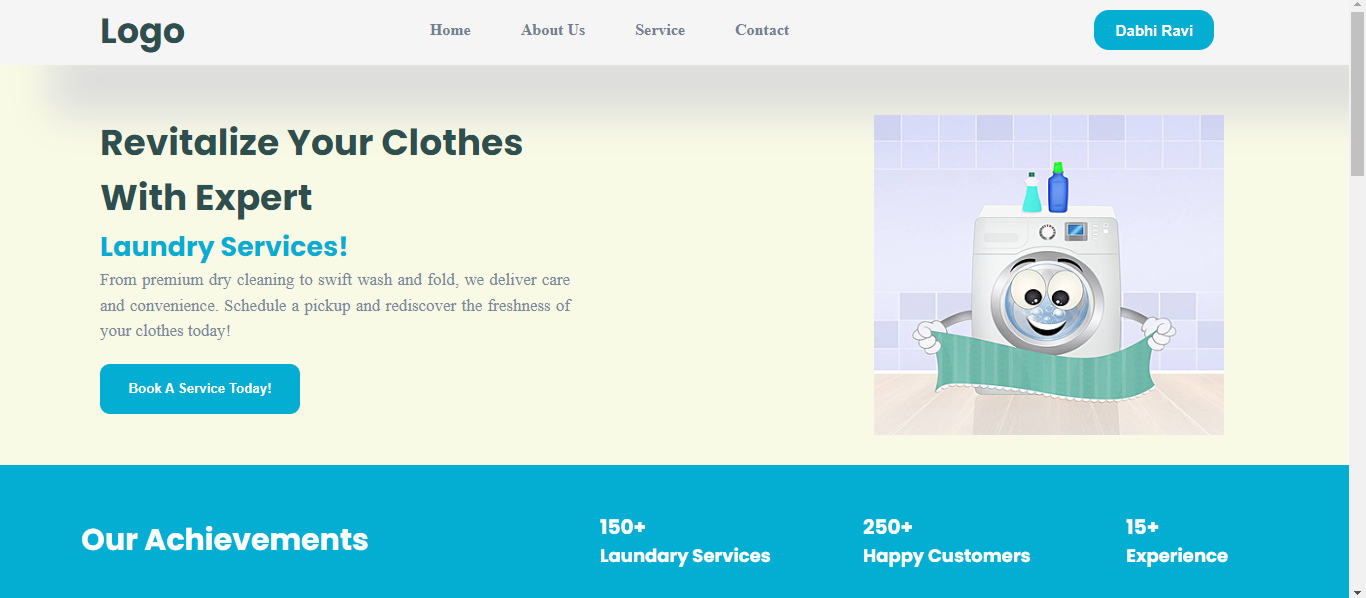 Logo
Home
About Us
Service
Contact
Dabhi Ravi
Revitalize Your Clothes
With Expert
Laundry Services!
From premium dry cleaning to swift wash and fold, we deliver care
and convenience. Schedule a pickup and rediscover the freshness of
your clothes today!
Book A Service Today!
Our Achievements
150+
Laundary Services
250+
Happy Customers
15+
Experience